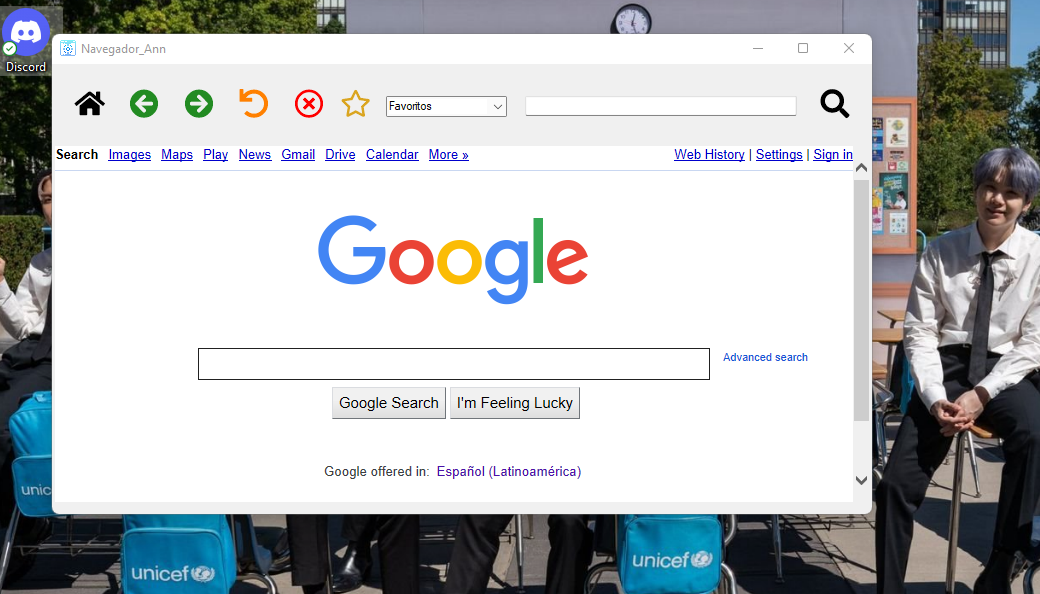 Discord
Navegador_Ann
Favoritos
Search Images Maps Play News Gmail Drive Calendar More »
Web History | Settings | Sign in
Google
Advanced search
Google Search I'm Feeling Lucky
Google offered in: Español (Latinoamérica)
unic
unicef
unicef